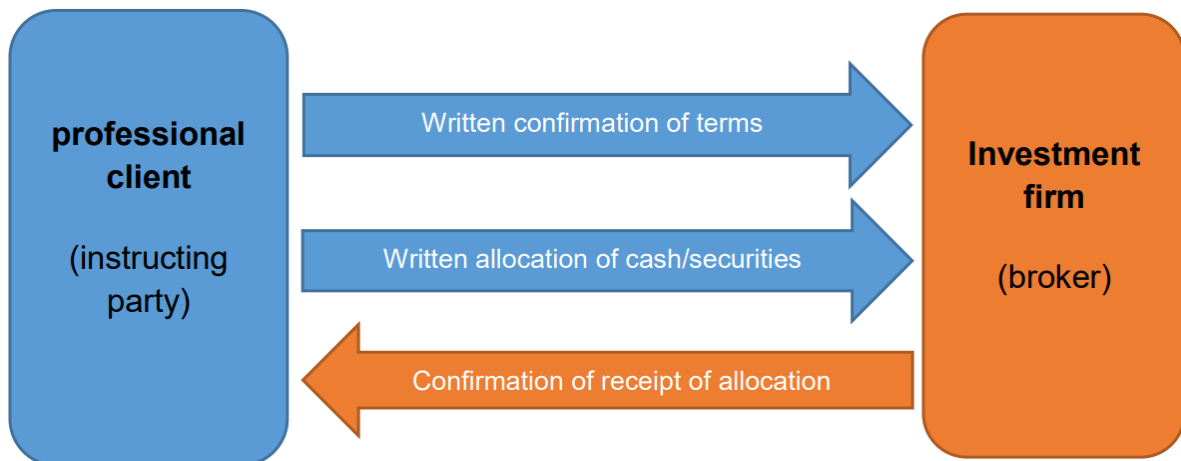 professional
client
(instructing
party)
Written confirmation of terms
Written allocation of cash/securities
Confirmation of receipt of allocation
Investment
firm
(broker)